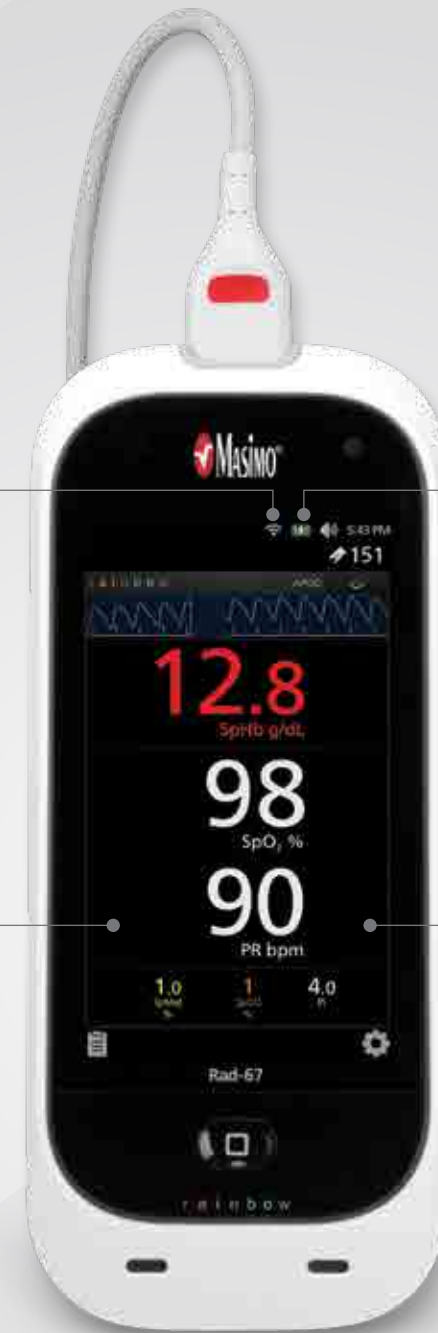 Masimo
5:43 PM
151
APOD
12.8
SpHb g/dL
98
SpO₂ %
90
PR bpm
1.0 1 4.0
%
%
Rad-67
rainbow